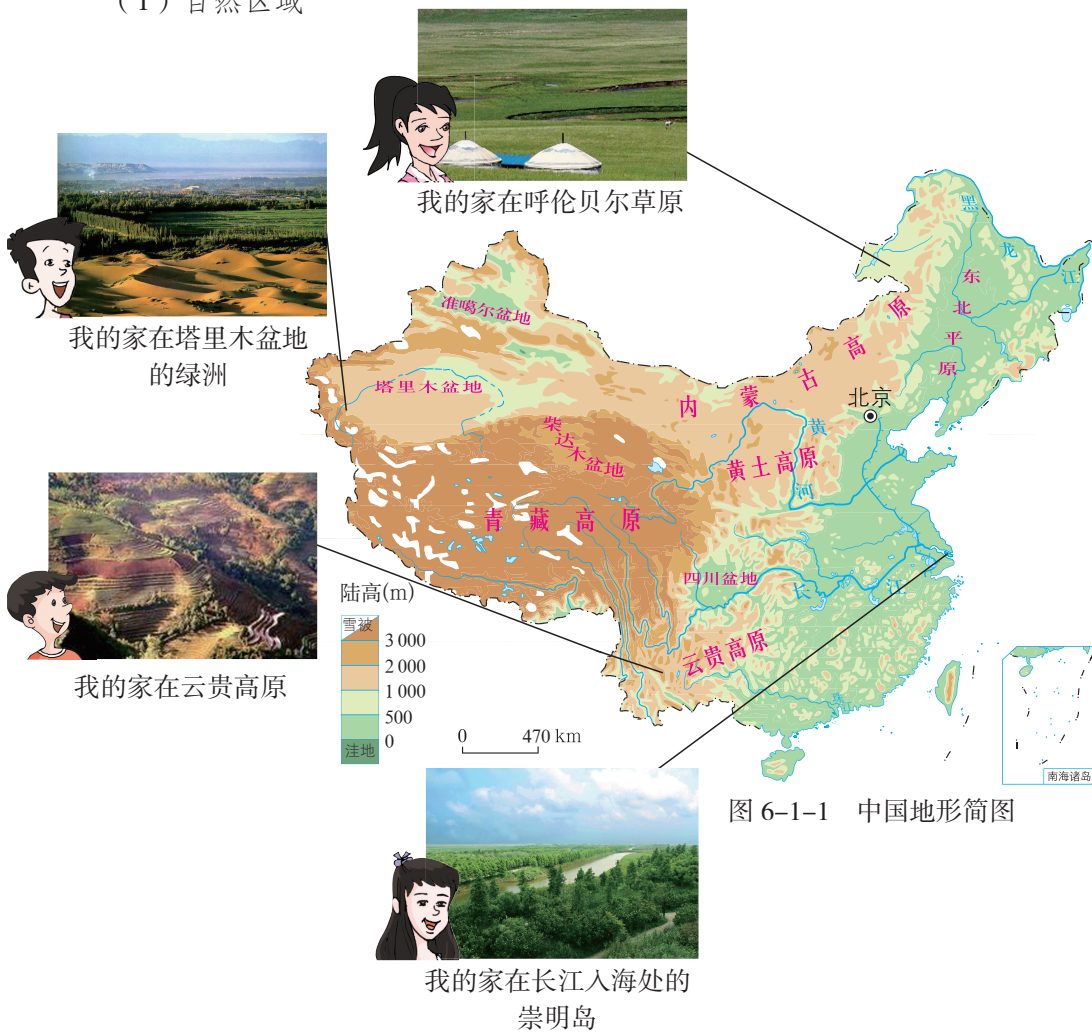 （1）自然区域
我的家在呼伦贝尔草原
我的家在塔里木盆地
的绿洲
我的家在云贵高原
我的家在长江入海处的
崇明岛
黑
龙
江
东
北
平
原
准噶尔盆地
塔里木盆地
柴
达
木
盆
地
内蒙古高原
北京
黄
河
黄土高原
青藏高原
四川盆地
长江
云贵高原
珠江
陆高(m)
雪被
3 000
2 000
1 000
500
0
洼地
0 470 km
南海诸岛
图 6-1-1 中国地形简图